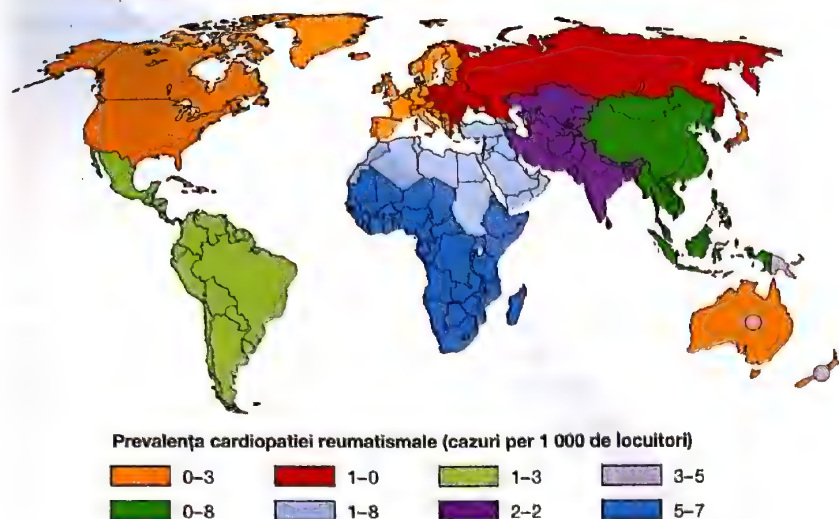 Prevalența cardiopatiei reumatismale (cazuri per 1 000 de locuitori)
0–3 1–0 1–3 3–5
0–8 1–8 2–2 5–7